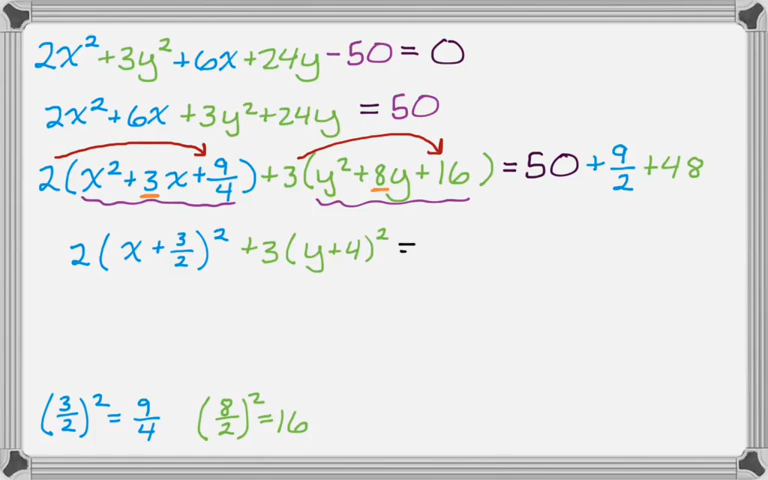 2x² + 3y² + 6x + 24y - 50 = 0
2x² + 6x + 3y² + 24y = 50
2(x² + 3x + 9/4) + 3(y² + 8y + 16) = 50 + 9/2 + 48
2(x + 3/2)² + 3(y + 4)² =
(3/2)² = 9/4 (8/2)² = 16